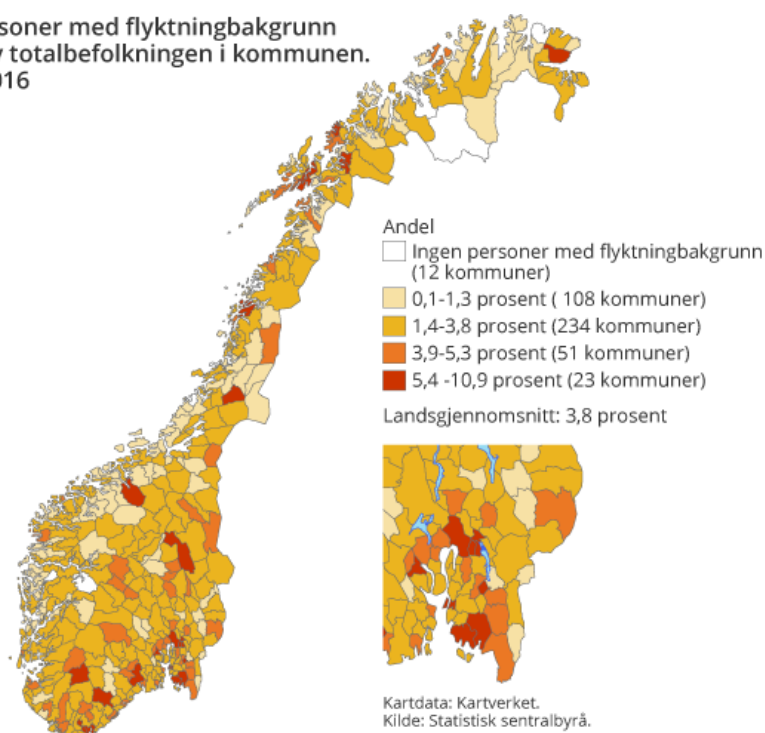 soner med flyktningbakgrunn
totalbefolkningen i kommunen.
16
Andel
Ingen personer med flyktningbakgrunn
(12 kommuner)
0,1-1,3 prosent ( 108 kommuner)
1,4-3,8 prosent (234 kommuner)
3,9-5,3 prosent (51 kommuner)
5,4 -10,9 prosent (23 kommuner)
Landsgjennomsnitt: 3,8 prosent
Kartdata: Kartverket.
Kilde: Statistisk sentralbyrå.